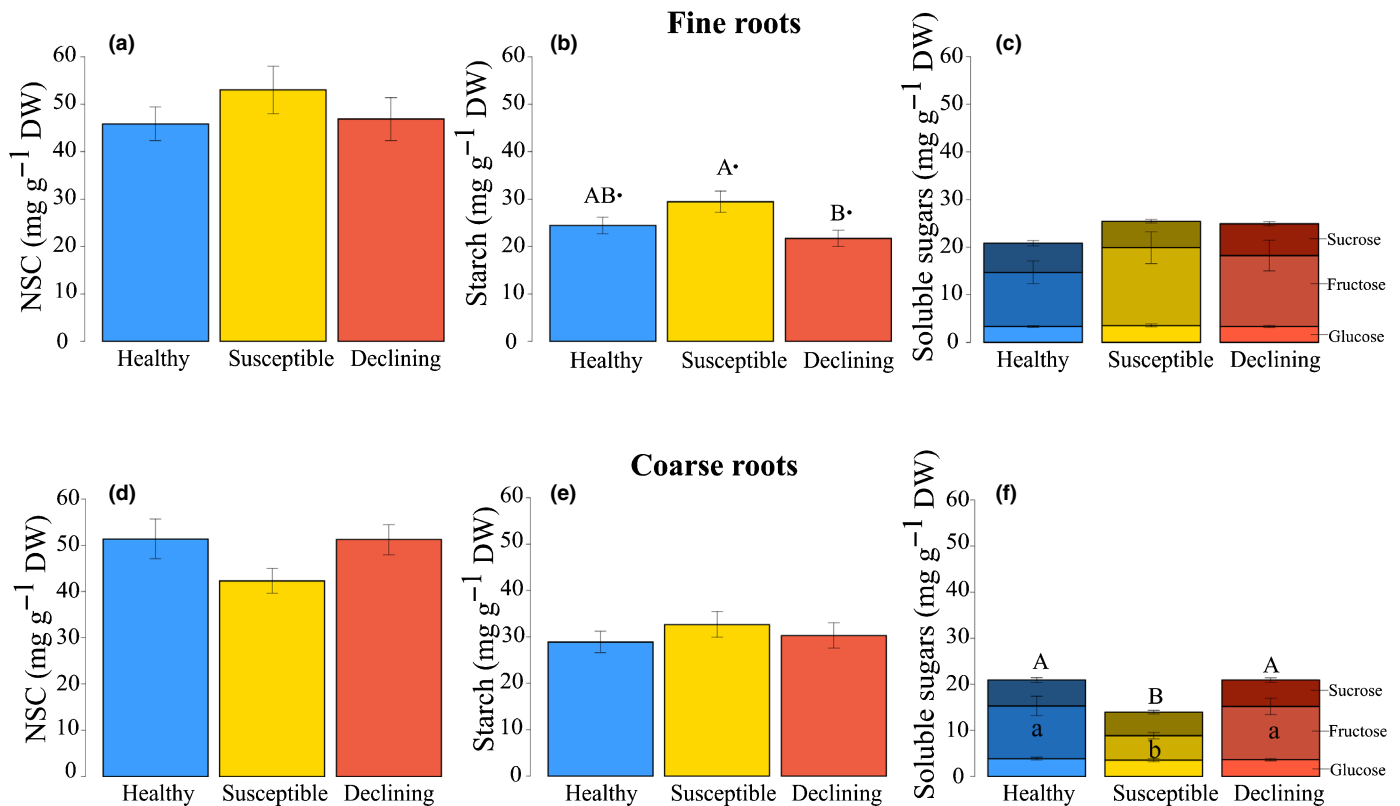 Fine roots
(a)
NSC (mg g−1 DW)
60
50
40
30
20
10
0
Healthy
Susceptible
Declining
(b)
Starch (mg g−1 DW)
60
50
40
30
20
10
0
AB•
A•
B•
Healthy
Susceptible
Declining
(c)
Soluble sugars (mg g−1 DW)
60
50
40
30
20
10
0
Sucrose
Fructose
Glucose
Healthy
Susceptible
Declining
Coarse roots
(d)
NSC (mg g−1 DW)
60
50
40
30
20
10
0
Healthy
Susceptible
Declining
(e)
Starch (mg g−1 DW)
60
50
40
30
20
10
0
Healthy
Susceptible
Declining
(f)
Soluble sugars (mg g−1 DW)
60
50
40
30
20
10
0
A
B
A
a
b
a
Sucrose
Fructose
Glucose
Healthy
Susceptible
Declining